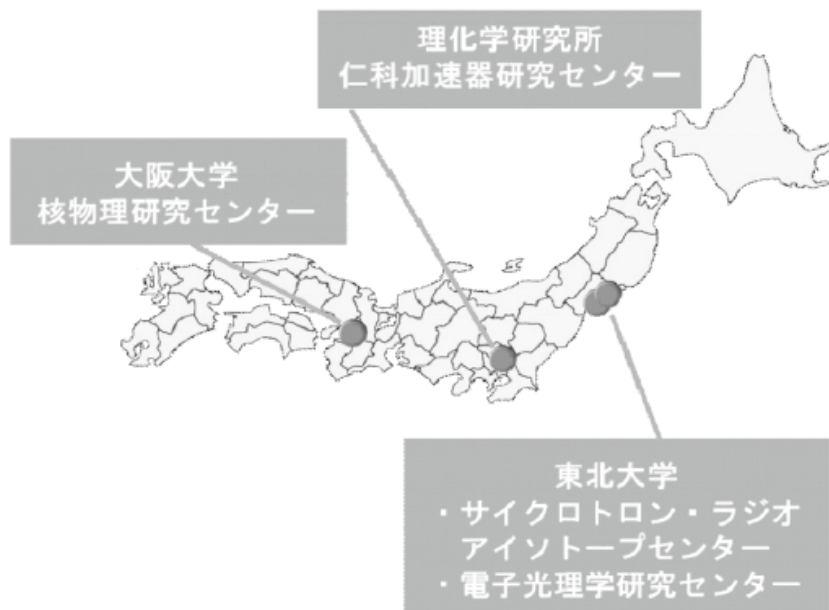 理化学研究所
仁科加速器研究センター
大阪大学
核物理研究センター
東北大学
・サイクロトロン・ラジオ
アイソトープセンター
・電子光理学研究センター